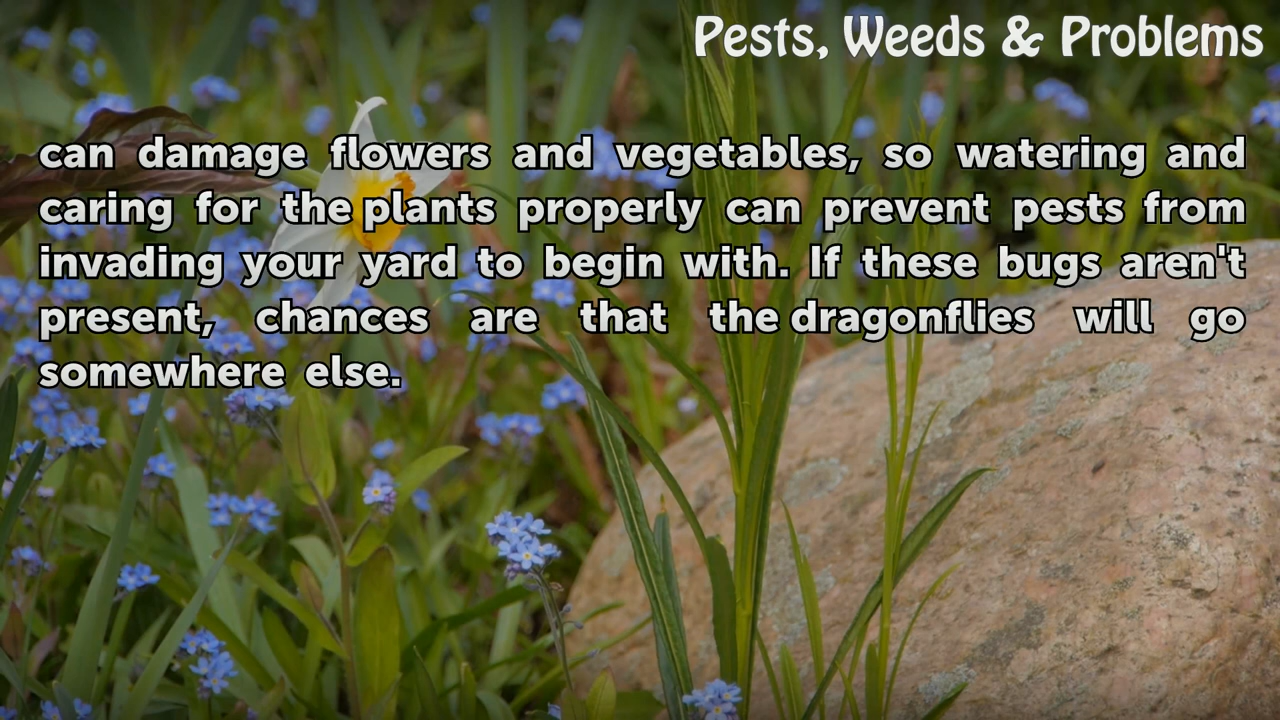 Pests, Weeds & Problems
can damage flowers and vegetables, so watering and
caring for the plants properly can prevent pests from
invading your yard to begin with. If these bugs aren't
present, chances are that the dragonflies will go
somewhere else.